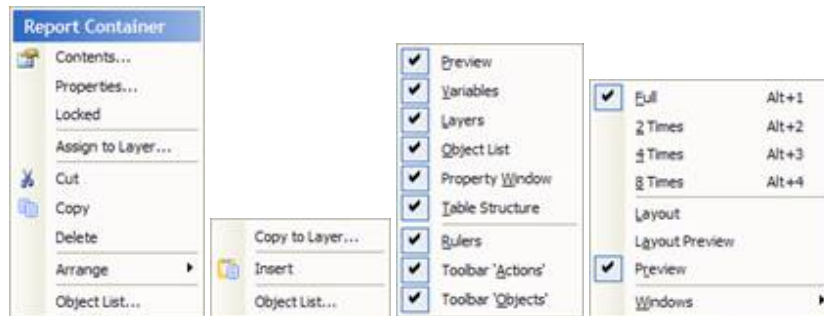 Report Container
Contents...
Properties...
Locked
Assign to Layer...
Cut
Copy
Delete
Arrange
Object List...
Copy to Layer...
Insert
Object List...
Preview
Variables
Layers
Object List
Property Window
Table Structure
Rulers
Toolbar 'Actions'
Toolbar 'Objects'
Full Alt+1
2 Times Alt+2
4 Times Alt+3
8 Times Alt+4
Layout
Layout Preview
Preview
Windows